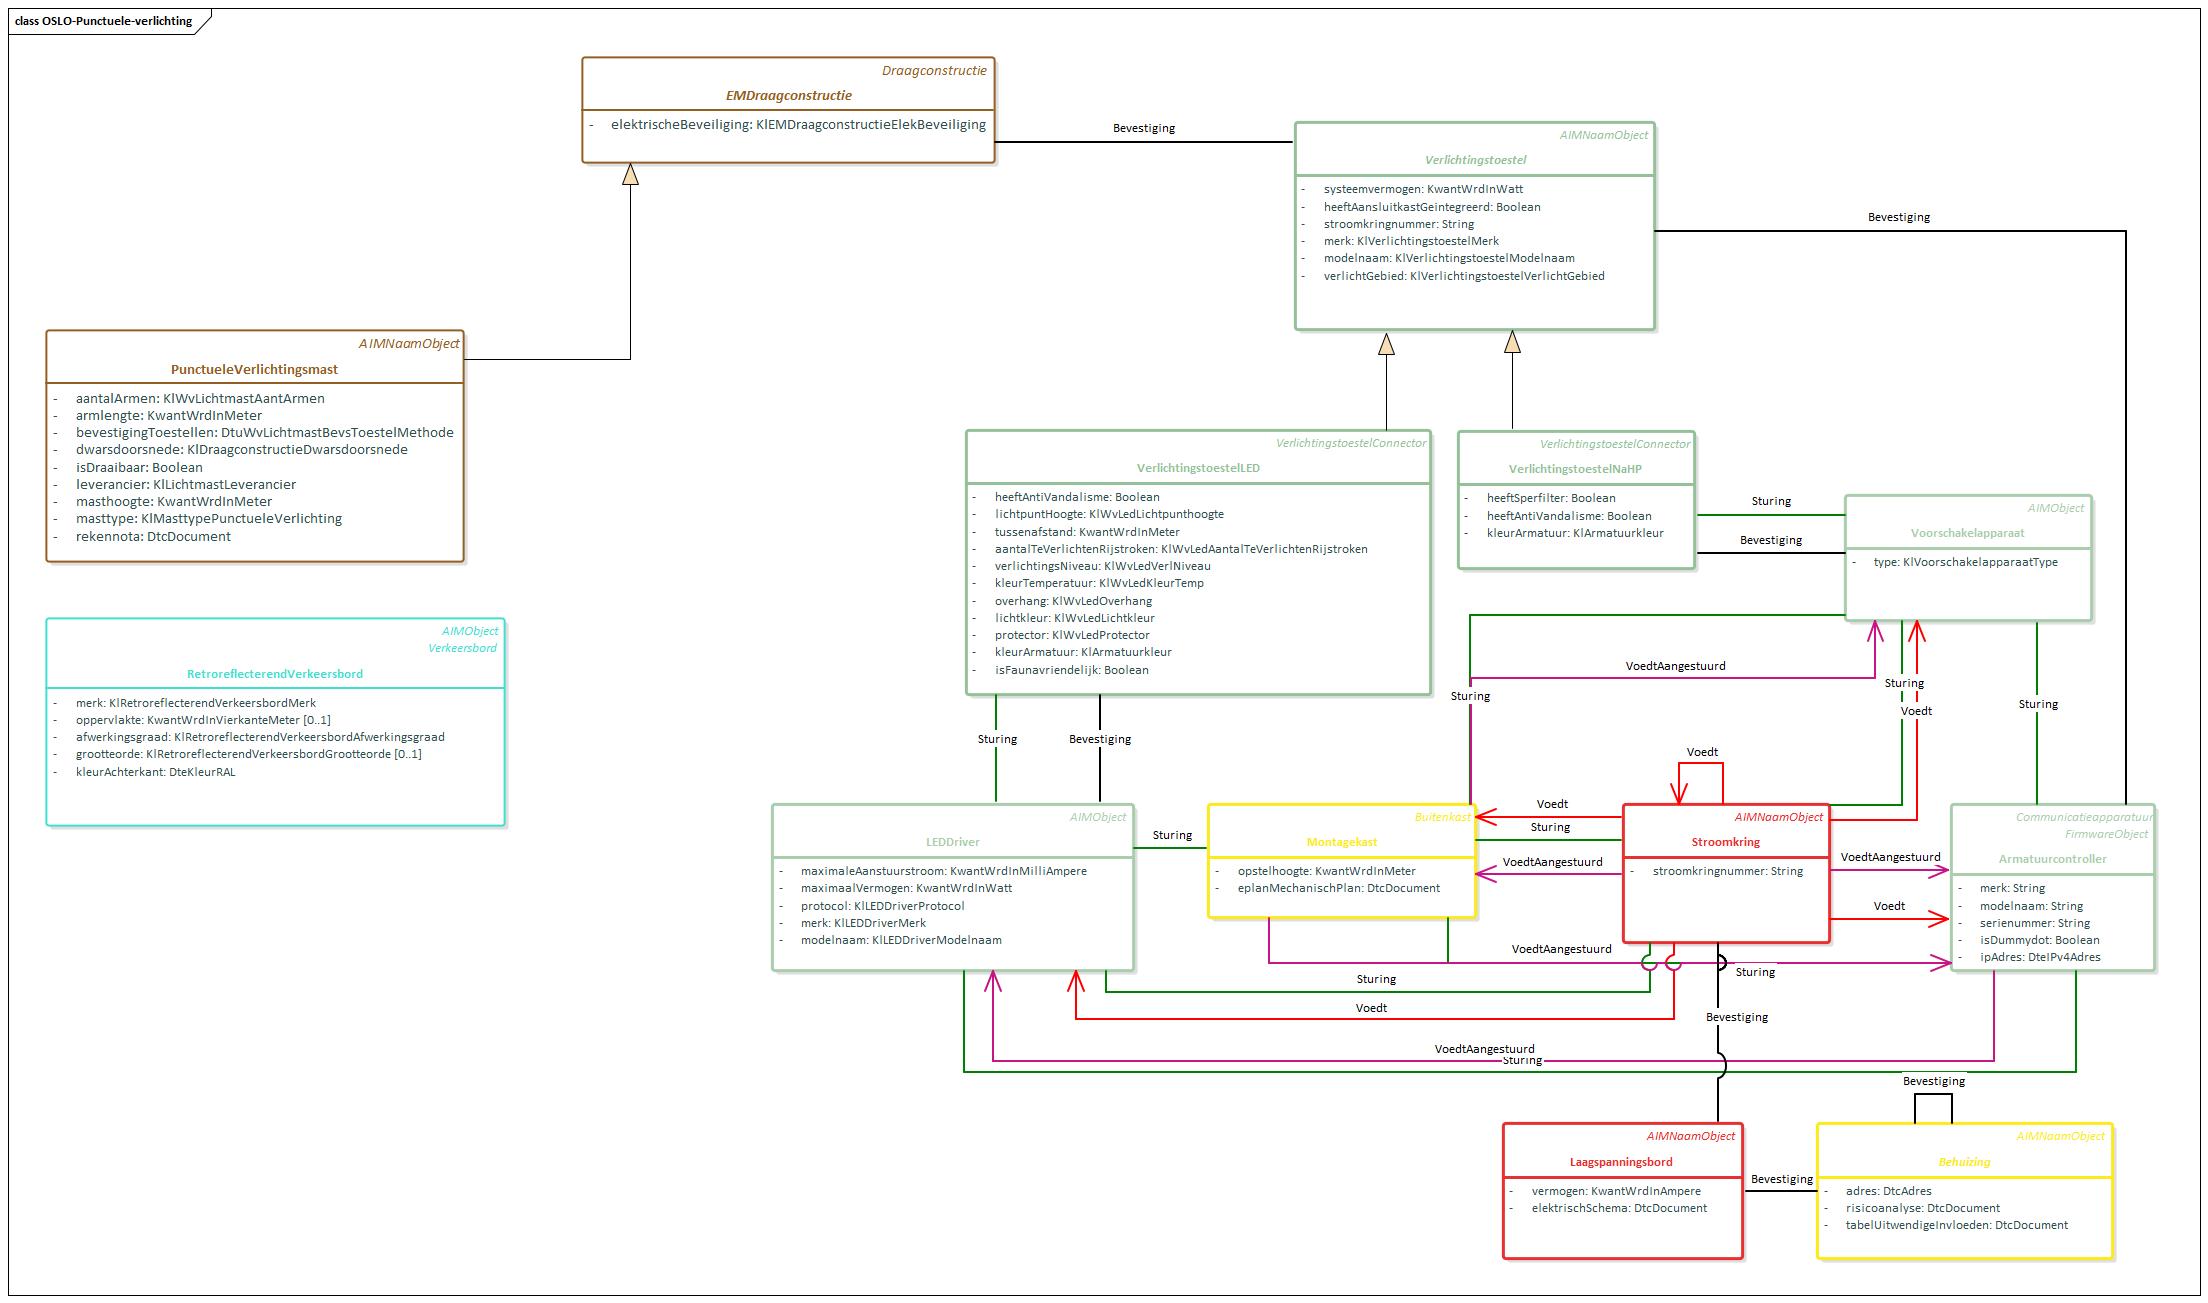 class OSLO-Punctuele-verlichting
Draagconstructie
EMDraagconstructie
- elektrischeBeveiliging: KlEMDraagconstructieElekBeveiliging
Bevestiging
AIMNaamObject
Verlichtingstoestel
- systeemvermogen: KwantWrdInWatt
- heeftAansluitkastGeintegreerd: Boolean
- stroomkringnummer: String
- merk: KlVerlichtingstoestelMerk
- modelnaam: KlVerlichtingstoestelModelnaam
- verlichtGebied: KlVerlichtingstoestelVerlichtGebied
Bevestiging
AIMNaamObject
PunctueleVerlichtingsmast
- aantalArmen: KlWvLichtmastAantArmen
- armlengte: KwantWrdInMeter
- bevestigingToestellen: DtuWvLichtmastBevsToestelMethode
- dwarsdoorsnede: KlDraagconstructieDwarsdoorsnede
- isDraaibaar: Boolean
- leverancier: KlLichtmastLeverancier
- masthoogte: KwantWrdInMeter
- masttype: KlMasttypePunctueleVerlichting
- rekennota: DtcDocument
VerlichtingstoestelConnector
VerlichtingstoestelLED
- heeftAntiVandalisme: Boolean
- lichtpuntHoogte: KlWvLedLichtpunthoogte
- tussenafstand: KwantWrdInMeter
- aantalTeVerlichtenRijstroken: KlWvLedAantalTeVerlichtenRijstroken
- verlichtingsNiveau: KlWvLedVerlNiveau
- kleurTemperatuur: KlWvLedKleurTemp
- overhang: KlWvLedOverhang
- lichtkleur: KlWvLedLichtkleur
- protector: KlWvLedProtector
- kleurArmatuur: KlArmatuurkleur
- isFaunavriendelijk: Boolean
VerlichtingstoestelConnector
VerlichtingstoestelNaHP
- heeftSperfilter: Boolean
- heeftAntiVandalisme: Boolean
- kleurArmatuur: KlArmatuurkleur
Sturing
Bevestiging
AIMObject
Voorschakelapparaat
- type: KlVoorschakelapparaatType
AIMObject
Verkeersbord
RetroreflecterendVerkeersbord
- merk: KlRetroreflecterendVerkeersbordMerk
- oppervlakte: KwantWrdInVierkanteMeter [0..1]
- afwerkingsgraad: KlRetroreflecterendVerkeersbordAfwerkingsgraad
- grootteorde: KlRetroreflecterendVerkeersbordGrootteorde [0..1]
- kleurAchterkant: DteKleurRAL
VoedtAangestuurd
Sturing
Sturing
Voedt
Sturing
Sturing
Bevestiging
Voedt
AIMObject
LEDDriver
- maximaleAanstuurstroom: KwantWrdInMilliAmpere
- maximaalVermogen: KwantWrdInWatt
- protocol: KlLEDDriverProtocol
- merk: KlLEDDriverMerk
- modelnaam: KlLEDDriverModelnaam
Sturing
Buitenkast
Montagekast
- opstelhoogte: KwantWrdInMeter
- eplanMechanischPlan: DtcDocument
Voedt
Sturing
VoedtAangestuurd
AIMNaamObject
Stroomkring
- stroomkringnummer: String
VoedtAangestuurd
Voedt
Communicatieapparatuur
FirmwareObject
Armatuurcontroller
- merk: String
- modelnaam: String
- serienummer: String
- isDummydot: Boolean
- ipAdres: DteIPv4Adres
VoedtAangestuurd
Sturing
Sturing
Voedt
Bevestiging
VoedtAangestuurd
Sturing
Bevestiging
AIMNaamObject
Laagspanningsbord
- vermogen: KwantWrdInAmpere
- elektrischSchema: DtcDocument
Bevestiging
AIMNaamObject
Behuizing
- adres: DtcAdres
- risicoanalyse: DtcDocument
- tabelUitwendigeInvloeden: DtcDocument